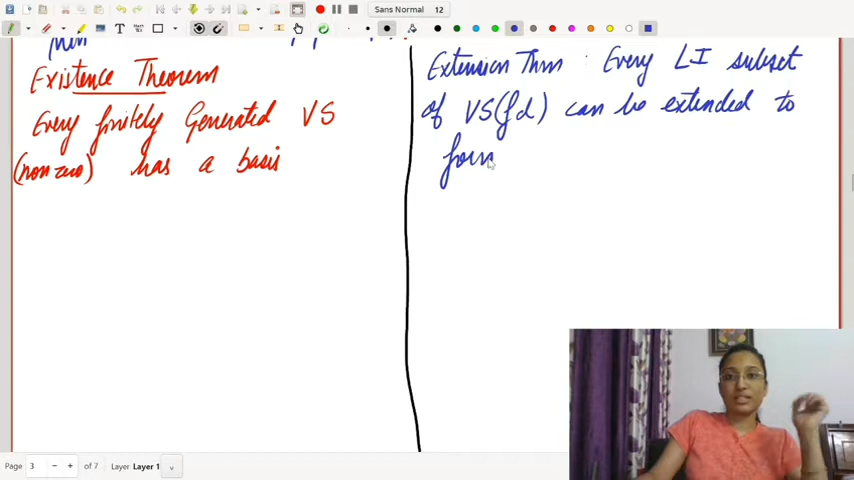 Sans Normal 12
then
Existence Theorem
Every finitely Generated VS
(non zero) has a basis
Extension Thm Every LI subset
of VS(fd) can be extended to
form
Page 3 - + of 7 Layer Layer 1